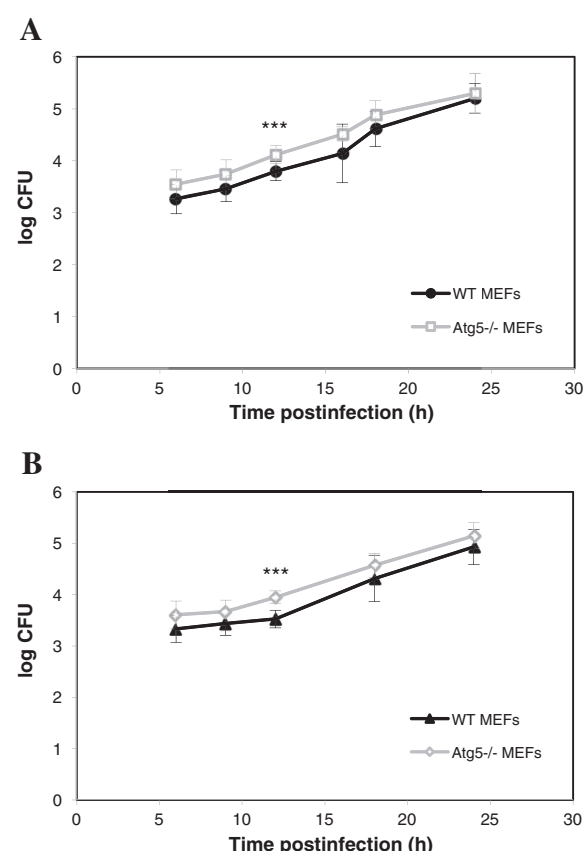 A
6
5
4
3
2
1
0
log CFU
***
WT MEFs
Atg5-/- MEFs
0 5 10 15 20 25 30
Time postinfection (h)
B
6
5
4
3
2
1
0
log CFU
***
WT MEFs
Atg5-/- MEFs
0 5 10 15 20 25 30
Time postinfection (h)